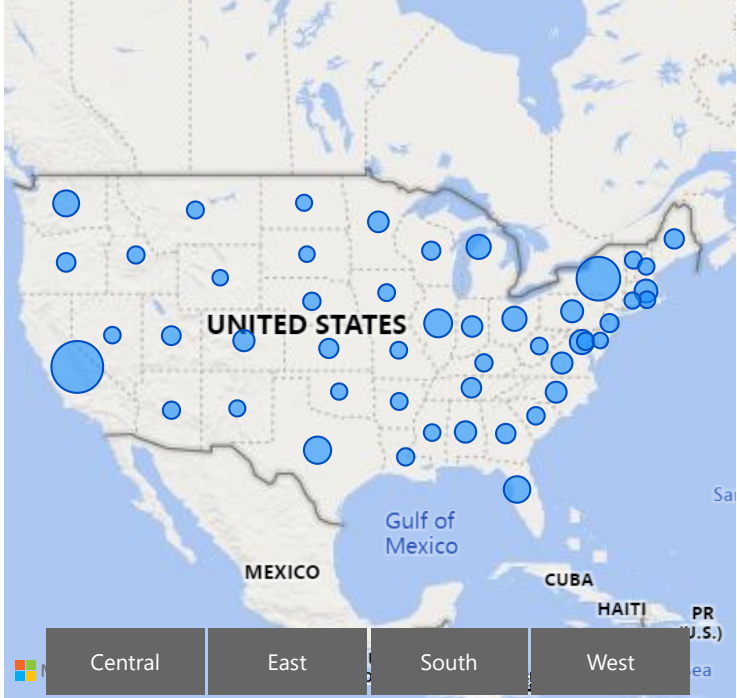 UNITED STATES
Gulf of
Mexico
MEXICO
CUBA
HAITI
PR
(U.S.)
Central
East
South
West